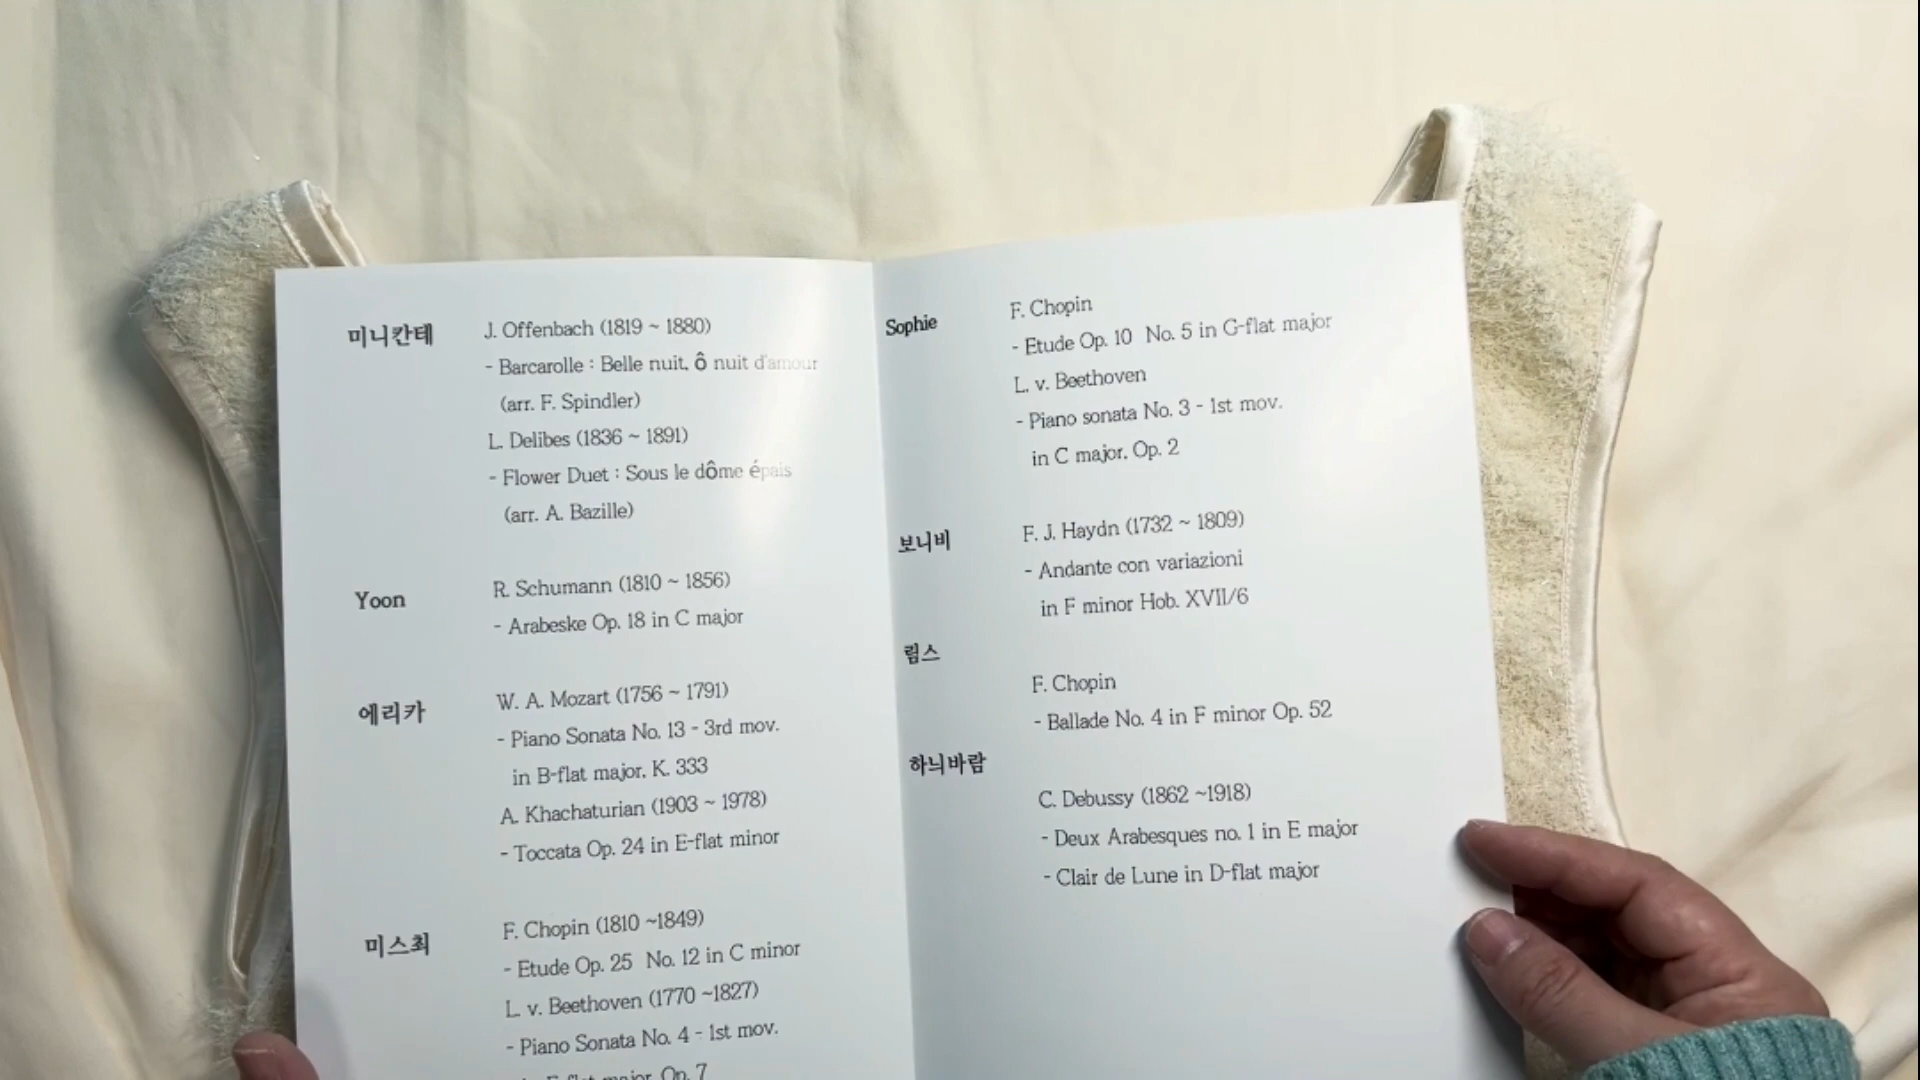 미니칸테
J. Offenbach (1819 ~ 1880)
- Barcarolle : Belle nuit, ô nuit d'amour
(arr. F. Spindler)
L. Delibes (1836 ~ 1891)
- Flower Duet : Sous le dôme épais
(arr. A. Bazille)
Yoon
R. Schumann (1810 ~ 1856)
- Arabeske Op. 18 in C major
에리카
W. A. Mozart (1756 ~ 1791)
- Piano Sonata No. 13 - 3rd mov.
in B-flat major, K. 333
A. Khachaturian (1903 ~ 1978)
- Toccata Op. 24 in E-flat minor
미스최
F. Chopin (1810 ~1849)
- Etude Op. 25 No. 12 in C minor
L. v. Beethoven (1770 ~1827)
- Piano Sonata No. 4 - 1st mov.
in E-flat major, Op. 7
Sophie
F. Chopin
- Etude Op. 10 No. 5 in G-flat major
L. v. Beethoven
- Piano sonata No. 3 - 1st mov.
in C major, Op. 2
보니비
F. J. Haydn (1732 ~ 1809)
- Andante con variazioni
in F minor Hob. XVII/6
림스
F. Chopin
- Ballade No. 4 in F minor Op. 52
하늬바람
C. Debussy (1862 ~1918)
- Deux Arabesques no. 1 in E major
- Clair de Lune in D-flat major